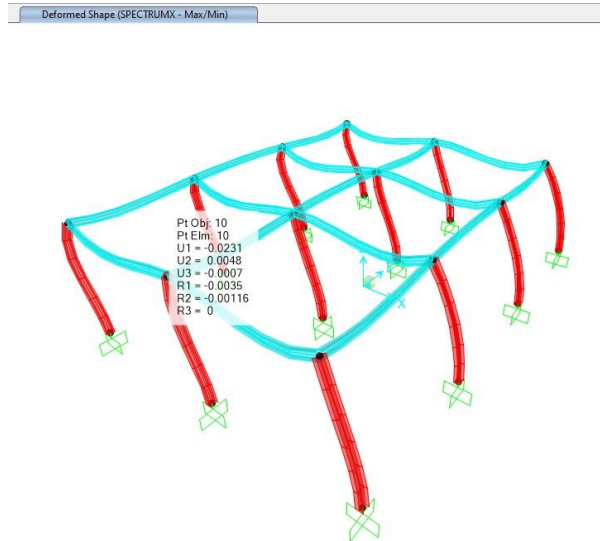 Deformed Shape (SPECTRUMX - Max/Min)
Pt Obj: 10
Pt Elm: 10
U1 = -0.0231
U2 = 0.0048
U3 = -0.0007
R1 = -0.0035
R2 = -0.00116
R3 = 0
X